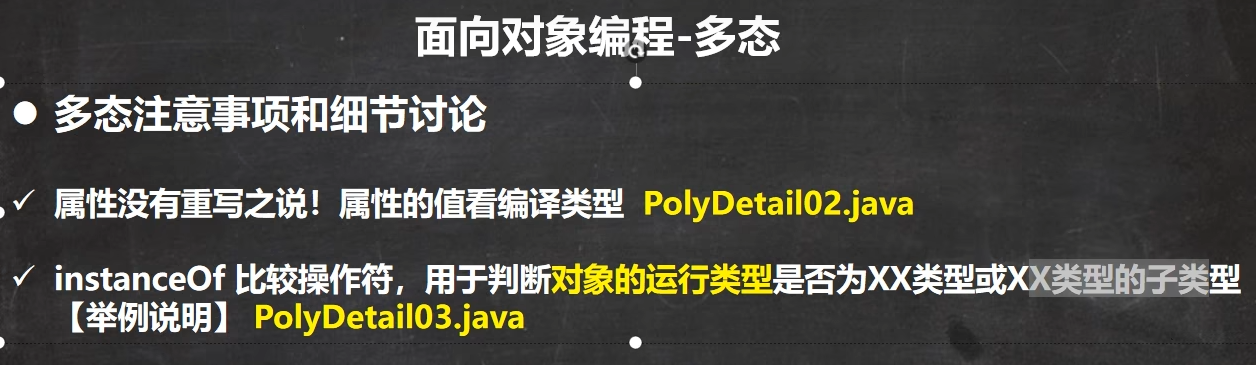 面向对象编程-多态
● 多态注意事项和细节讨论
✓ 属性没有重写之说！属性的值看编译类型 PolyDetail02.java
✓ instanceOf 比较操作符，用于判断对象的运行类型是否为XX类型或XX类型的子类型
【举例说明】 PolyDetail03.java